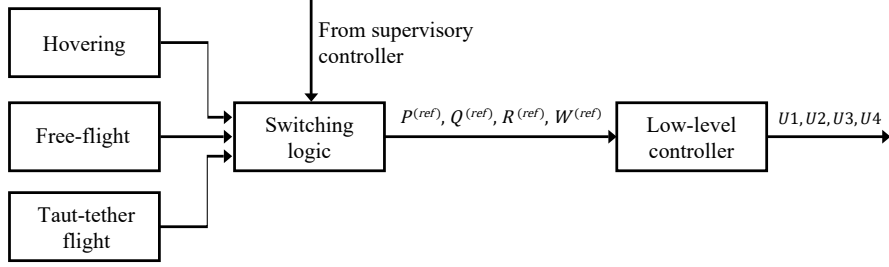 From supervisory
controller
Hovering
Free-flight
Taut-tether
flight
Switching
logic
P^{(ref)}, Q^{(ref)}, R^{(ref)}, W^{(ref)}
Low-level
controller
U1, U2, U3, U4